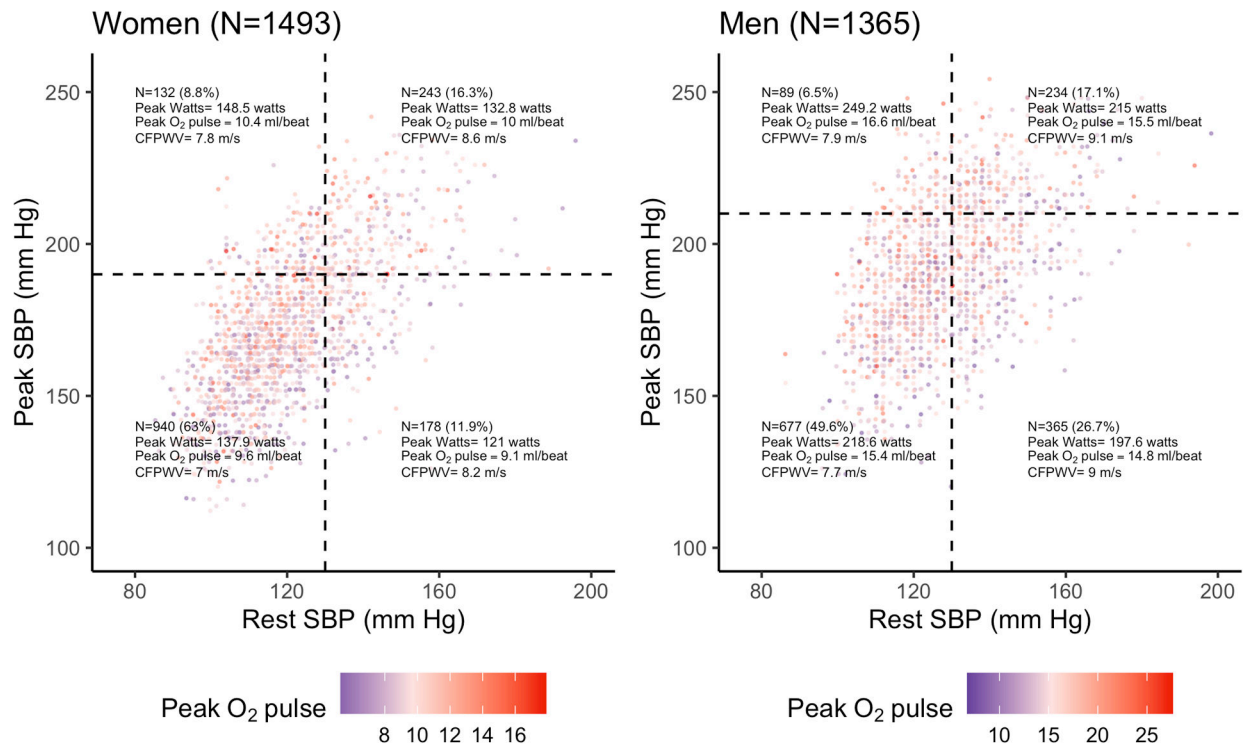 Women (N=1493)
Peak SBP (mm Hg)
250
200
150
100
N=132 (8.8%)
Peak Watts= 148.5 watts
Peak O₂ pulse = 10.4 ml/beat
CFPWV= 7.8 m/s
N=243 (16.3%)
Peak Watts= 132.8 watts
Peak O₂ pulse = 10 ml/beat
CFPWV= 8.6 m/s
N=940 (63%)
Peak Watts= 137.9 watts
Peak O₂ pulse = 9.6 ml/beat
CFPWV= 7 m/s
N=178 (11.9%)
Peak Watts= 121 watts
Peak O₂ pulse = 9.1 ml/beat
CFPWV= 8.2 m/s
80 120 160 200
Rest SBP (mm Hg)
Peak O₂ pulse
8 10 12 14 16
Men (N=1365)
Peak SBP (mm Hg)
250
200
150
100
N=89 (6.5%)
Peak Watts= 249.2 watts
Peak O₂ pulse = 16.6 ml/beat
CFPWV= 7.9 m/s
N=234 (17.1%)
Peak Watts= 215 watts
Peak O₂ pulse = 15.5 ml/beat
CFPWV= 9.1 m/s
N=677 (49.6%)
Peak Watts= 218.6 watts
Peak O₂ pulse = 15.4 ml/beat
CFPWV= 7.7 m/s
N=365 (26.7%)
Peak Watts= 197.6 watts
Peak O₂ pulse = 14.8 ml/beat
CFPWV= 9 m/s
80 120 160 200
Rest SBP (mm Hg)
Peak O₂ pulse
10 15 20 25